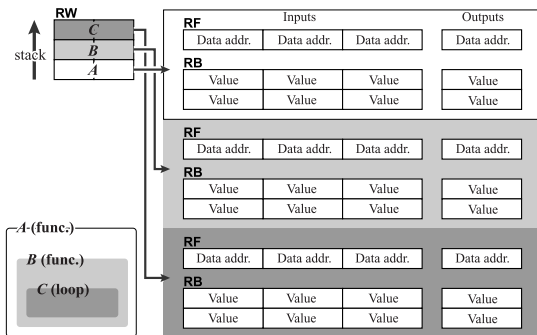 RW
C
B
A
stack
Inputs Outputs
RF
Data addr. Data addr. Data addr. Data addr.
RB
Value Value Value Value
Value Value Value Value
RF
Data addr. Data addr. Data addr. Data addr.
RB
Value Value Value Value
Value Value Value Value
RF
Data addr. Data addr. Data addr. Data addr.
RB
Value Value Value Value
Value Value Value Value
A (func.)
B (func.)
C (loop)